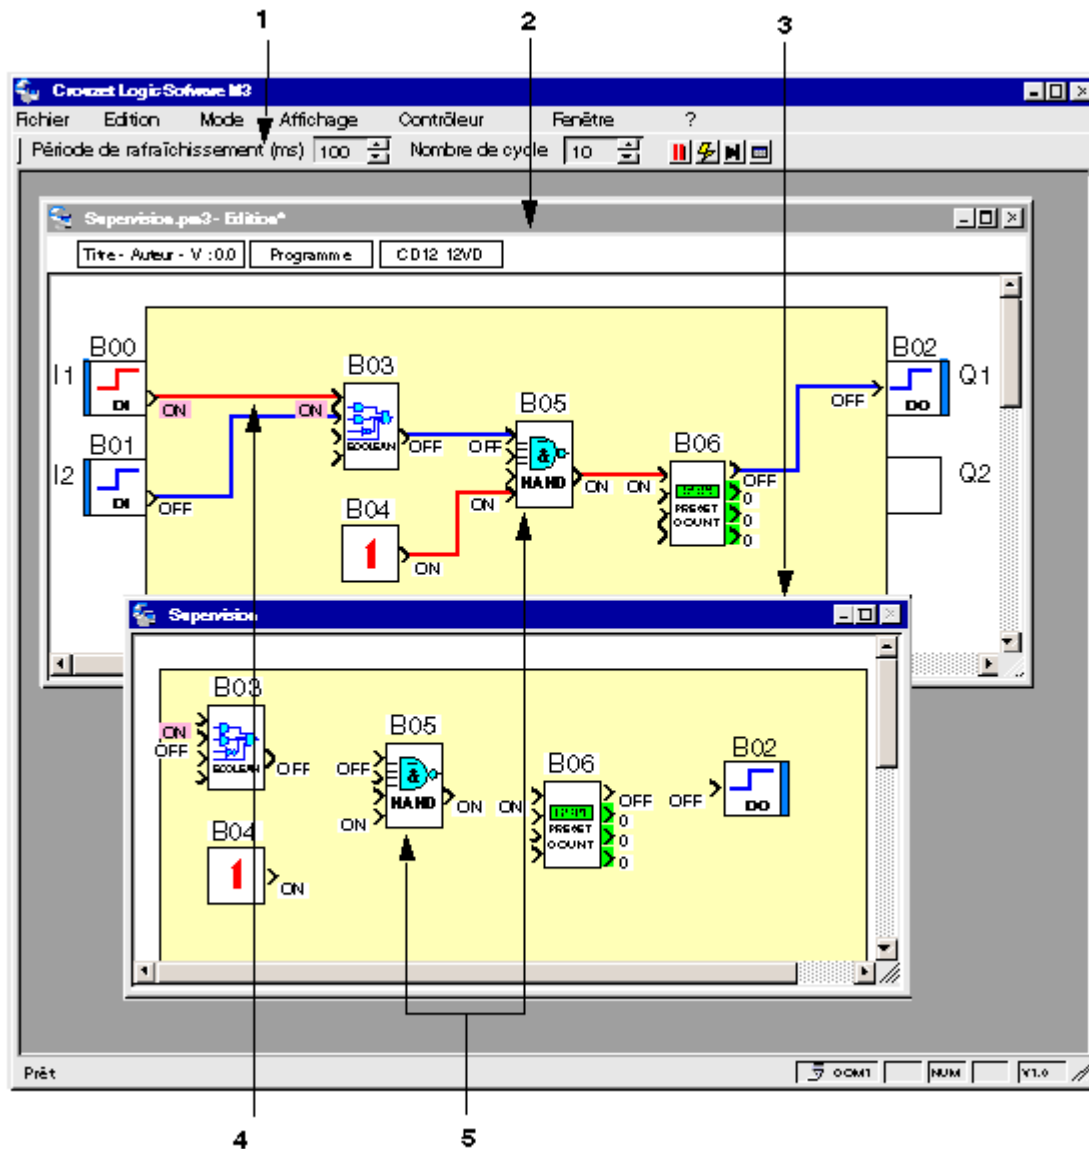 1 2 3
Crouzet Logic Sofware M3
Fichier Edition Mode Affichage Contrôleur Fenêtre ?
Période de rafraîchissement (ms) 100 Nombre de cycle 10
Supervision.pm3 - Edition*
Titre - Auteur - V : 0.0 Programme CD12 12VD
B00 B02
I1 B03 Q1
DI ON ON BOOLEAN OFF DO
B05
B01 OFF OFF B06
I2 & Q2
DI OFF NAND ON ON PRESET COUNT OFF
B04 ON 0
1 ON 0
0
Supervision
B03
ON B05
OFF BOOLEAN OFF OFF & B06 B02
NAND ON ON OFF OFF DO
B04 ON PRESET COUNT 0
1 ON 0
0
Prêt COM1 NUM V1.0
4 5